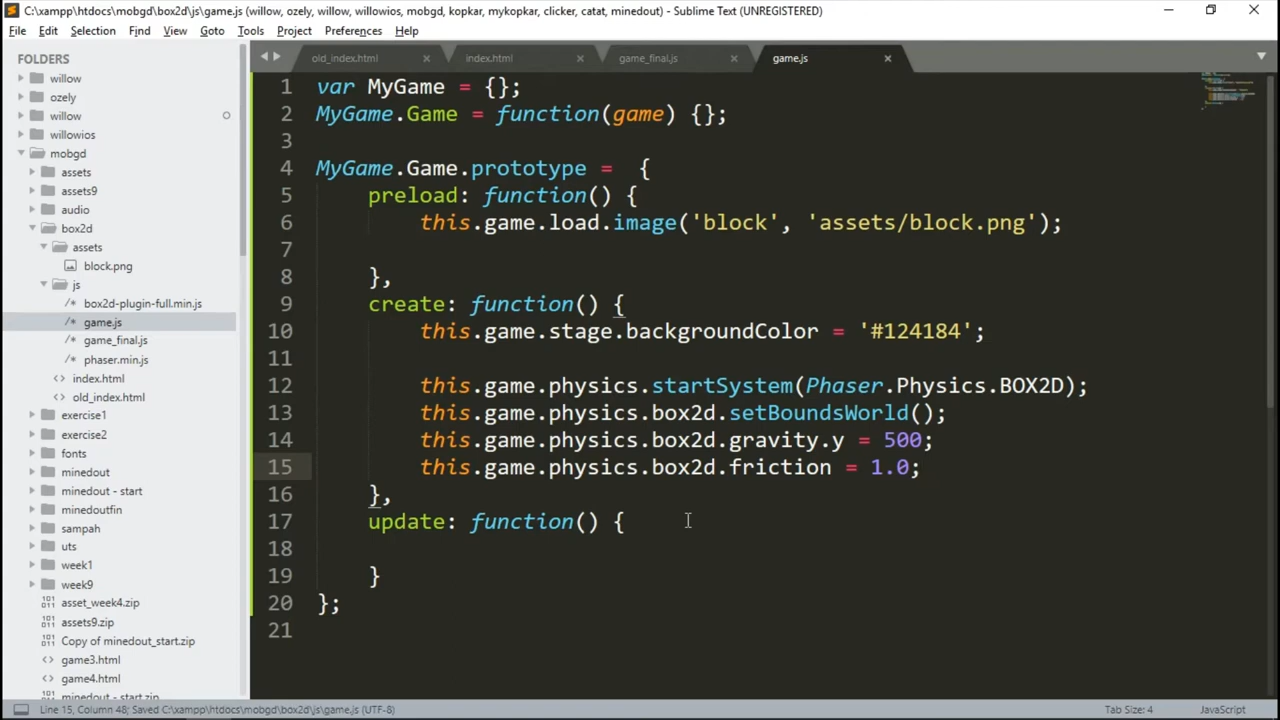 C:\xampp\htdocs\mobgd\box2d\js\game.js (willow, ozely, willow, willowios, mobgd, kopkar, mykopkar, clicker, catat, minedout) - Sublime Text (UNREGISTERED)
File Edit Selection Find View Goto Tools Project Preferences Help
FOLDERS
willow
ozely
willow
willowios
mobgd
assets
assets9
audio
box2d
assets
block.png
js
/* box2d-plugin-full.min.js
/* game.js
/* game_final.js
/* phaser.min.js
<> index.html
<> old_index.html
exercise1
exercise2
fonts
minedout
minedout - start
minedoutfin
sampah
uts
week1
week9
asset_week4.zip
assets9.zip
Copy of minedout_start.zip
<> game3.html
<> game4.html
minedout - start.zip
old_index.html index.html game_final.js game.js
1 var MyGame = {};
2 MyGame.Game = function(game) {};
3
4 MyGame.Game.prototype = {
5 preload: function() {
6 this.game.load.image('block', 'assets/block.png');
7
8 },
9 create: function() {
10 this.game.stage.backgroundColor = '#124184';
11
12 this.game.physics.startSystem(Phaser.Physics.BOX2D);
13 this.game.physics.box2d.setBoundsWorld();
14 this.game.physics.box2d.gravity.y = 500;
15 this.game.physics.box2d.friction = 1.0;
16 },
17 update: function() {
18
19 }
20 };
21
Line 15, Column 48; Saved C:\xampp\htdocs\mobgd\box2d\js\game.js (UTF-8) Tab Size: 4 JavaScript